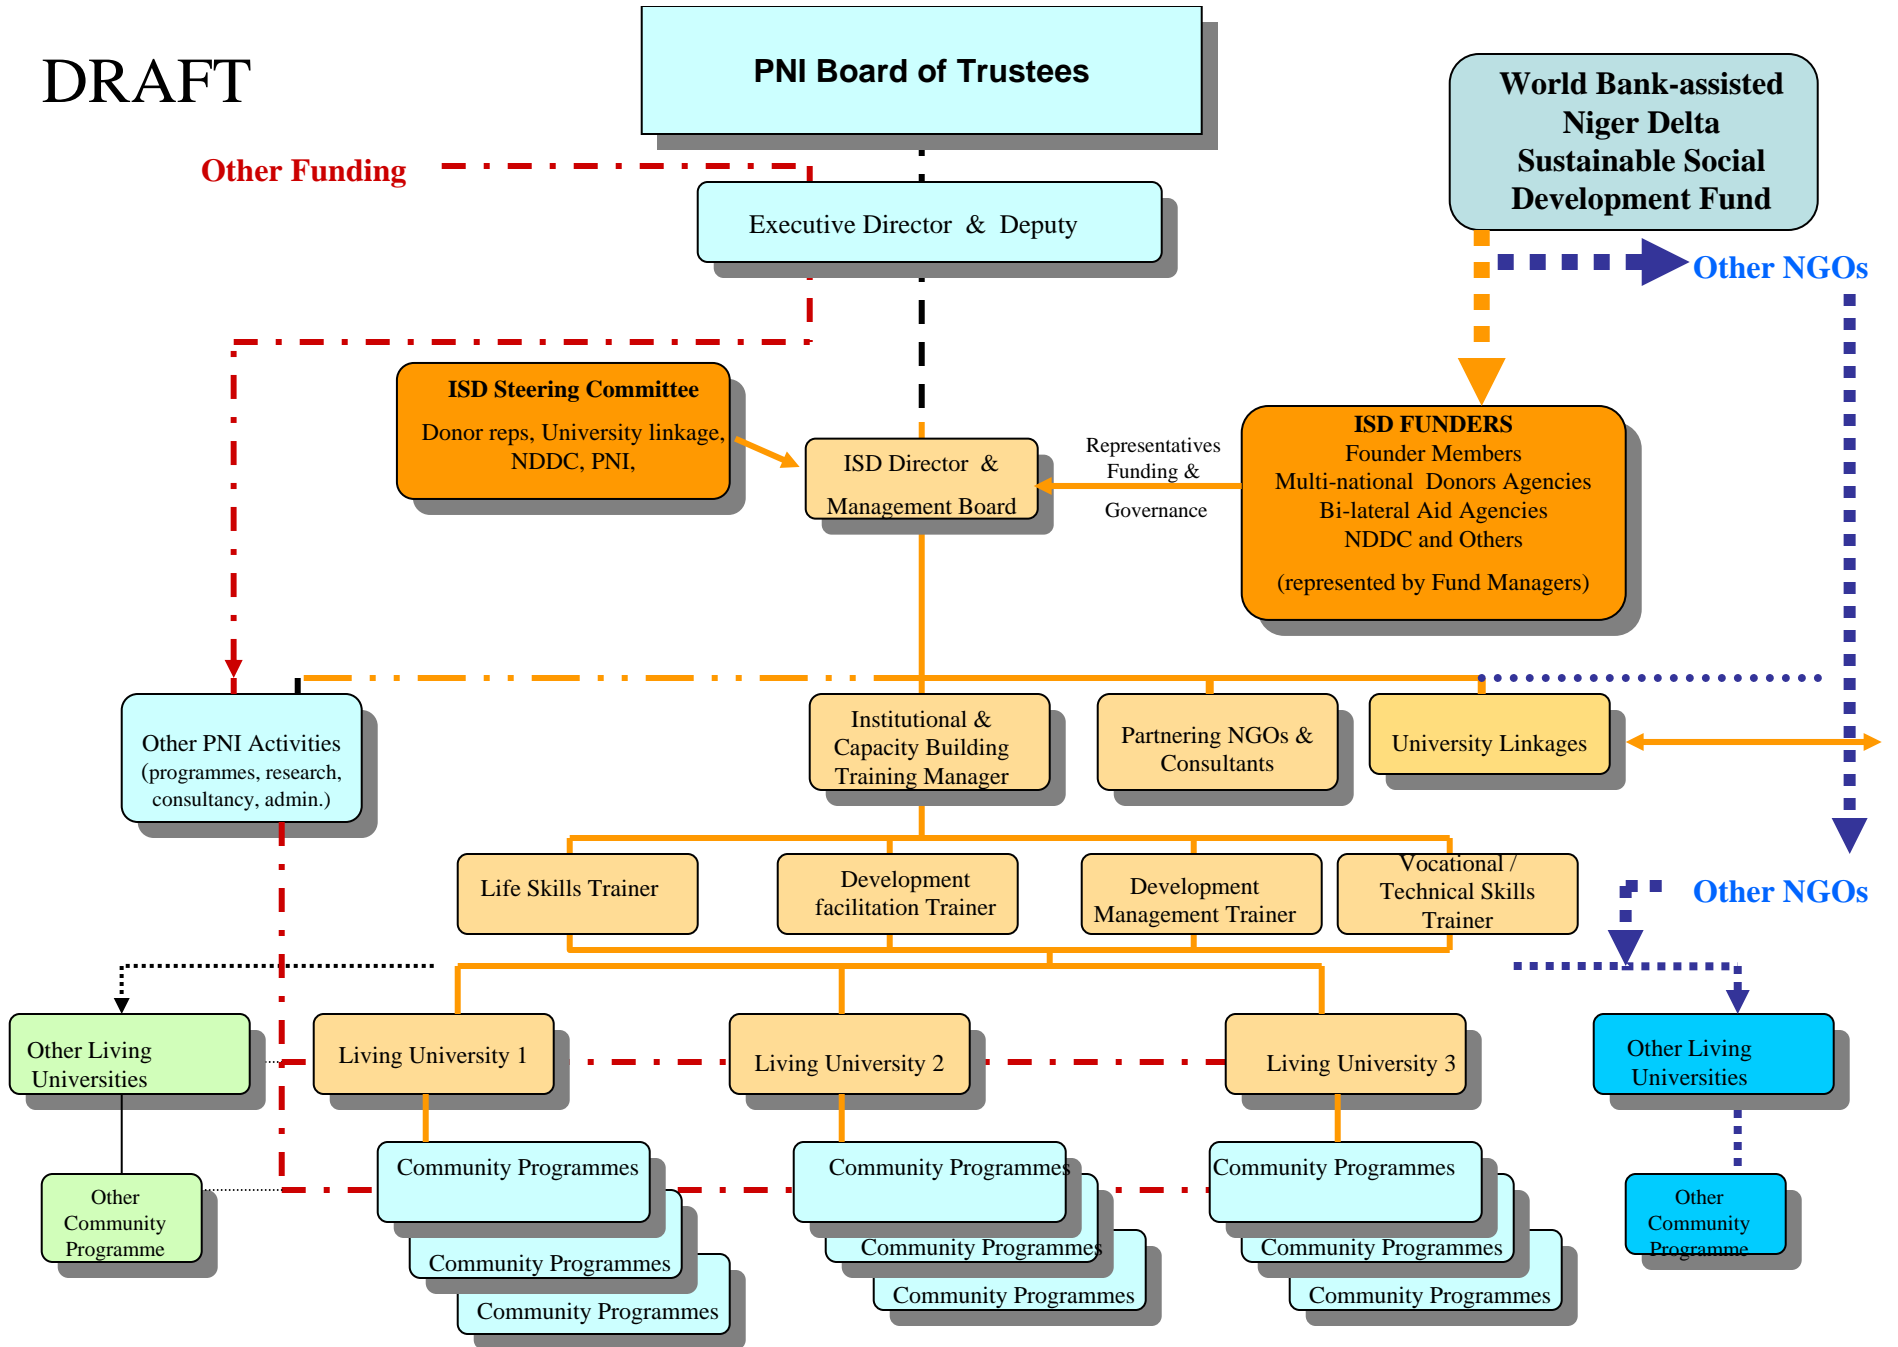 DRAFT
PNI Board of Trustees
World Bank-assisted
Niger Delta
Sustainable Social
Development Fund
Other Funding
Executive Director & Deputy
Other NGOs
ISD Steering Committee
Donor reps, University linkage,
NDDC, PNI,
ISD Director &
Management Board
Representatives
Funding &
Governance
ISD FUNDERS
Founder Members
Multi-national Donors Agencies
Bi-lateral Aid Agencies
NDDC and Others
(represented by Fund Managers)
Other PNI Activities
(programmes, research,
consultancy, admin.)
Institutional &
Capacity Building
Training Manager
Partnering NGOs &
Consultants
University Linkages
Life Skills Trainer
Development
facilitation Trainer
Development
Management Trainer
Vocational /
Technical Skills
Trainer
Other NGOs
Other Living
Universities
Living University 1
Living University 2
Living University 3
Other Living
Universities
Other
Community
Programme
Community Programmes
Community Programmes
Community Programmes
Community Programmes
Community Programmes
Community Programmes
Community Programmes
Community Programmes
Community Programmes
Other
Community
Programme